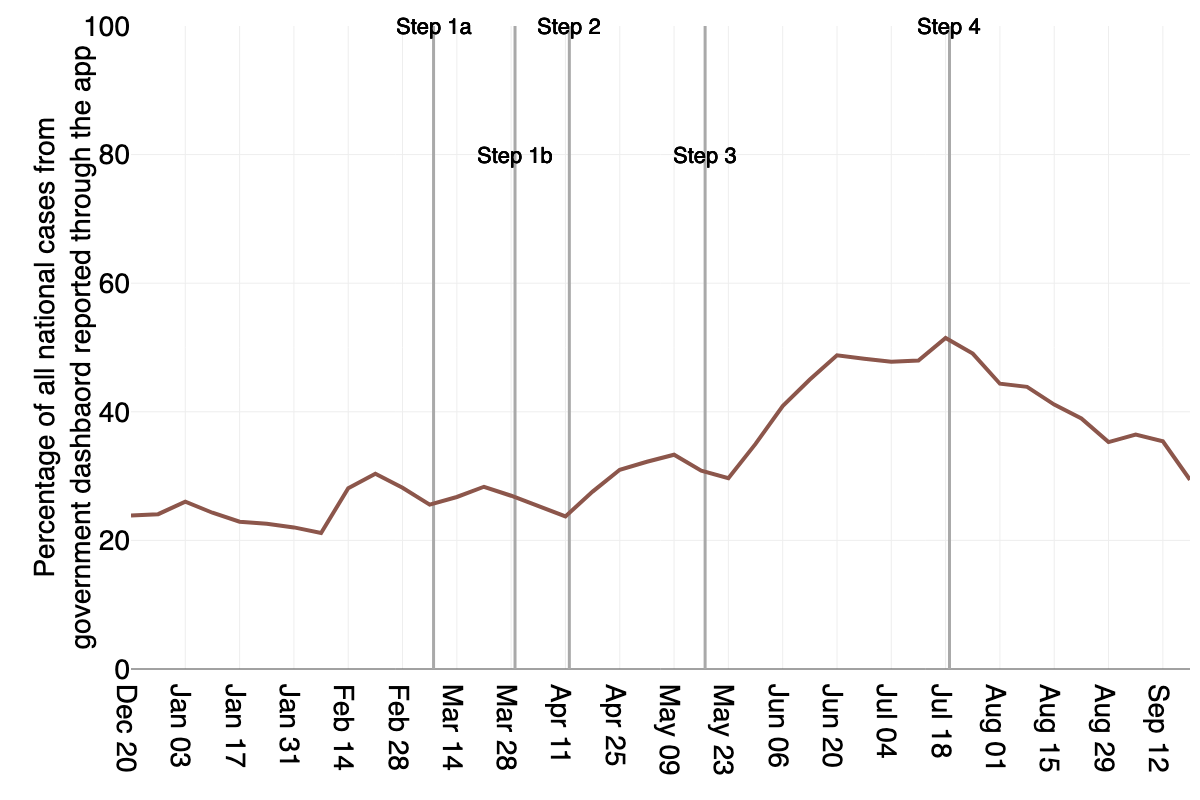 Percentage of all national cases from
government dashbaord reported through the app
100
80
60
40
20
0
Step 1a
Step 2
Step 4
Step 1b
Step 3
Dec 20
Jan 03
Jan 17
Jan 31
Feb 14
Feb 28
Mar 14
Mar 28
Apr 11
Apr 25
May 09
May 23
Jun 06
Jun 20
Jul 04
Jul 18
Aug 01
Aug 15
Aug 29
Sep 12